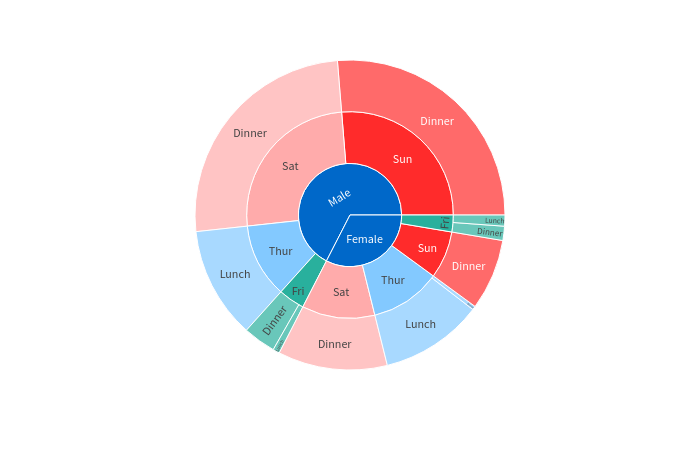 Dinner
Dinner
Sun
Sat
Male
Lunch
Fri
Dinner
Female
Sun
Thur
Dinner
Lunch
Thur
Fri
Sat
Dinner
Lunch
Dinner